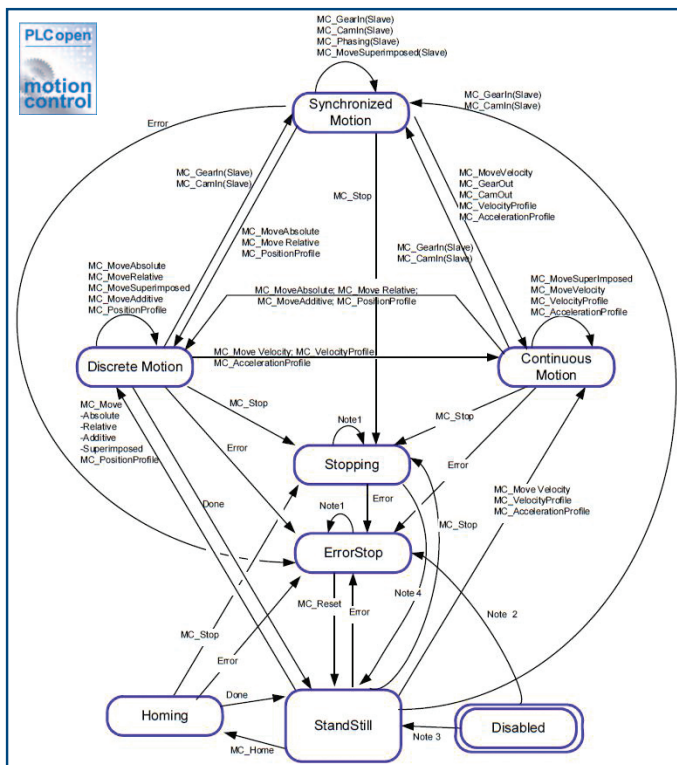 PLCopen
motion
control
MC_GearIn(Slave)
MC_CamIn(Slave)
MC_Phasing(Slave)
MC_MoveSuperimposed(Slave)
Synchronized
Motion
MC_GearIn(Slave)
MC_CamIn(Slave)
Error
MC_GearIn(Slave)
MC_CamIn(Slave)
MC_Stop
MC_MoveVelocity
MC_GearOut
MC_CamOut
MC_VelocityProfile
MC_AccelerationProfile
MC_MoveAbsolute
MC_Move Relative
MC_PositionProfile
MC_GearIn(Slave)
MC_CamIn(Slave)
MC_MoveAbsolute
MC_MoveRelative
MC_MoveSuperimposed
MC_MoveAdditive
MC_PositionProfile
MC_MoveAbsolute; MC_Move Relative;
MC_MoveAdditive; MC_PositionProfile
MC_MoveSuperImposed
MC_MoveVelocity
MC_VelocityProfile
MC_AccelerationProfile
Discrete Motion
MC_Move Velocity; MC_VelocityProfile
MC_AccelerationProfile
Continuous
Motion
MC_Move
-Absolute
-Relative
-Additive
-Superimposed
MC_PositionProfile
MC_Stop
Note1
MC_Stop
Stopping
Error
Error
Error
Done
Note1
MC_Stop
MC_Move Velocity
MC_VelocityProfile
MC_AccelerationProfile
ErrorStop
MC_Reset
Error
Note 4
Note 2
MC_Stop
Error
Done
Homing
StandStill
Disabled
Note 3
MC_Home